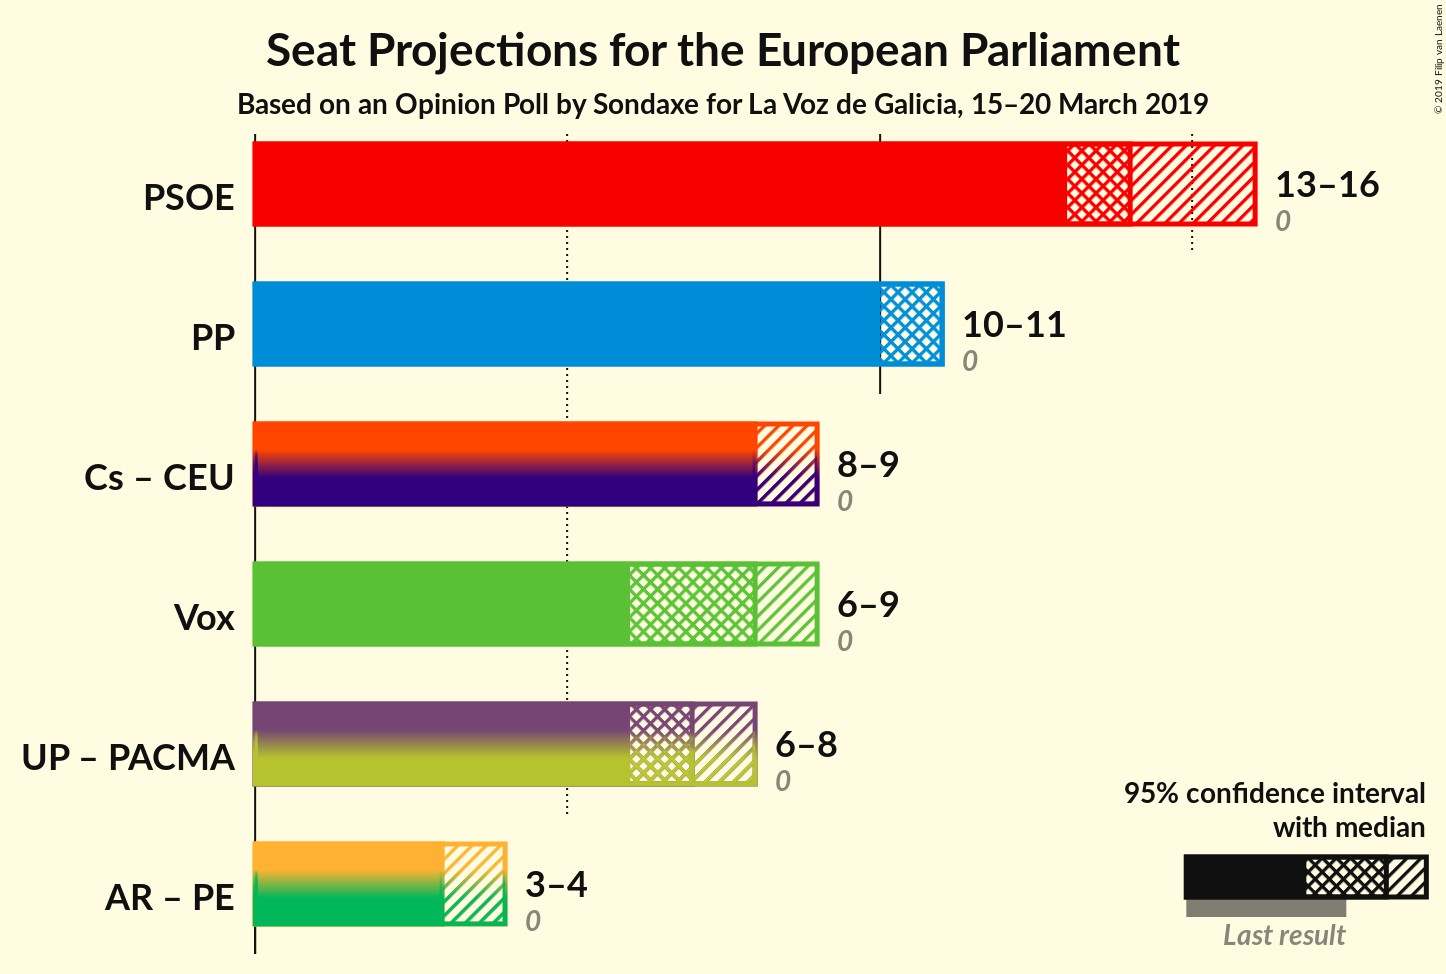 Seat Projections for the European Parliament
Based on an Opinion Poll by Sondaxe for La Voz de Galicia, 15–20 March 2019
© 2019 Filip van Laenen
PSOE
13–16
0
PP
10–11
0
Cs – CEU
8–9
0
Vox
6–9
0
UP – PACMA
6–8
0
AR – PE
3–4
0
95% confidence interval
with median
Last result